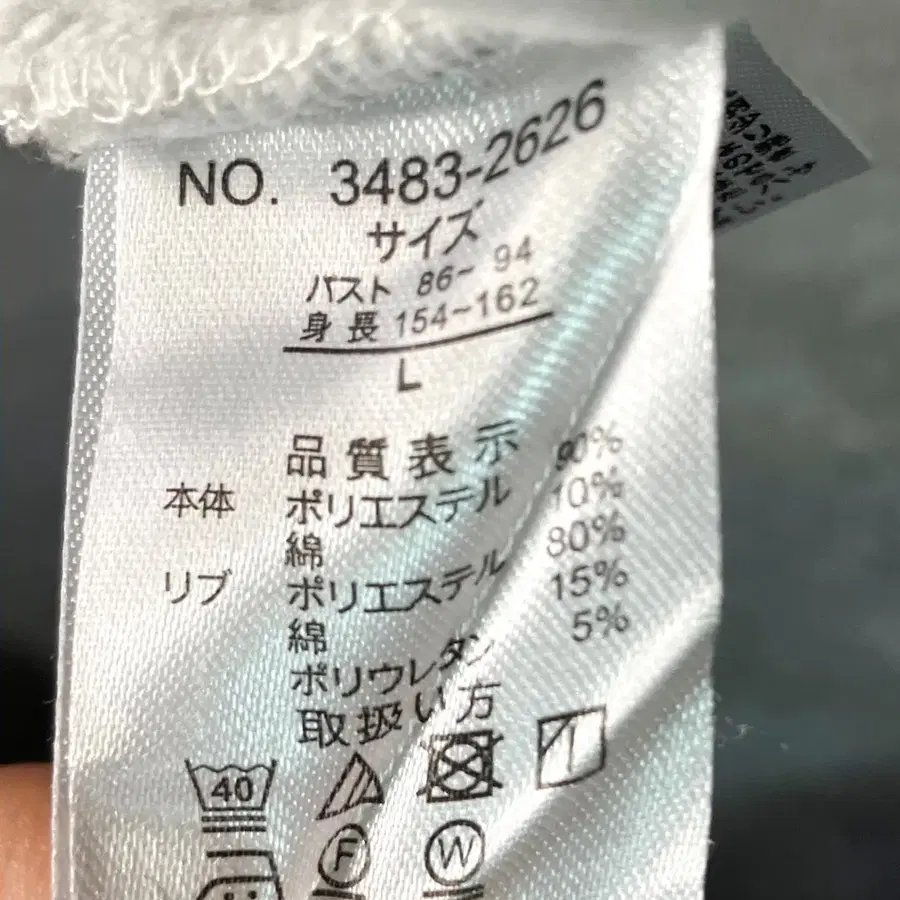 NO. 3483-2626
サイズ
バスト 86~ 94
身長 154~162
L
品質表示
本体 ポリエステル 90%
綿 10%
リブ ポリエステル 80%
綿 15%
ポリウレタン 5%
取扱い方
40
F W